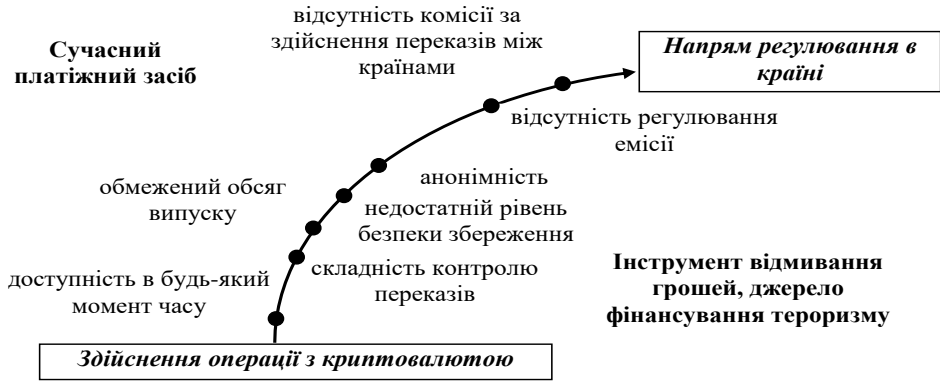 відсутність комісії за
здійснення переказів між
країнами
Сучасний
платіжний засіб
Напрям регулювання в
країні
відсутність регулювання
емісії
обмежений обсяг
випуску
анонімність
недостатній рівень
безпеки збереження
доступність в будь-який
момент часу
складність контролю
переказів
Інструмент відмивання
грошей, джерело
фінансування тероризму
Здійснення операції з криптовалютою